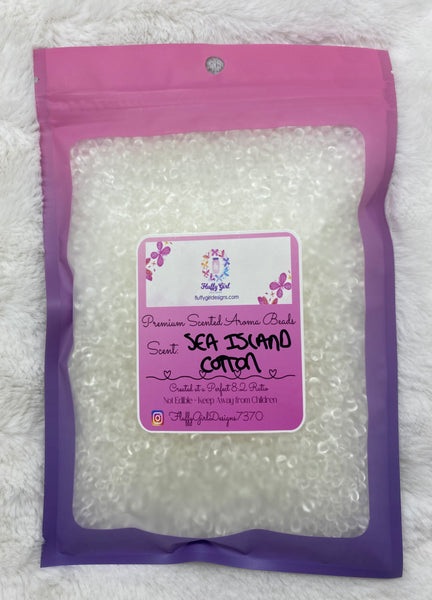 Fluffy Girl
fluffygirldesigns.com
Premium Scented Aroma Beads
Scent: SEA ISLAND
COTTON
Created at a Perfect 8:2 Ratio
Not Edible - Keep Away from Children
FluffyGirlDesigns7370